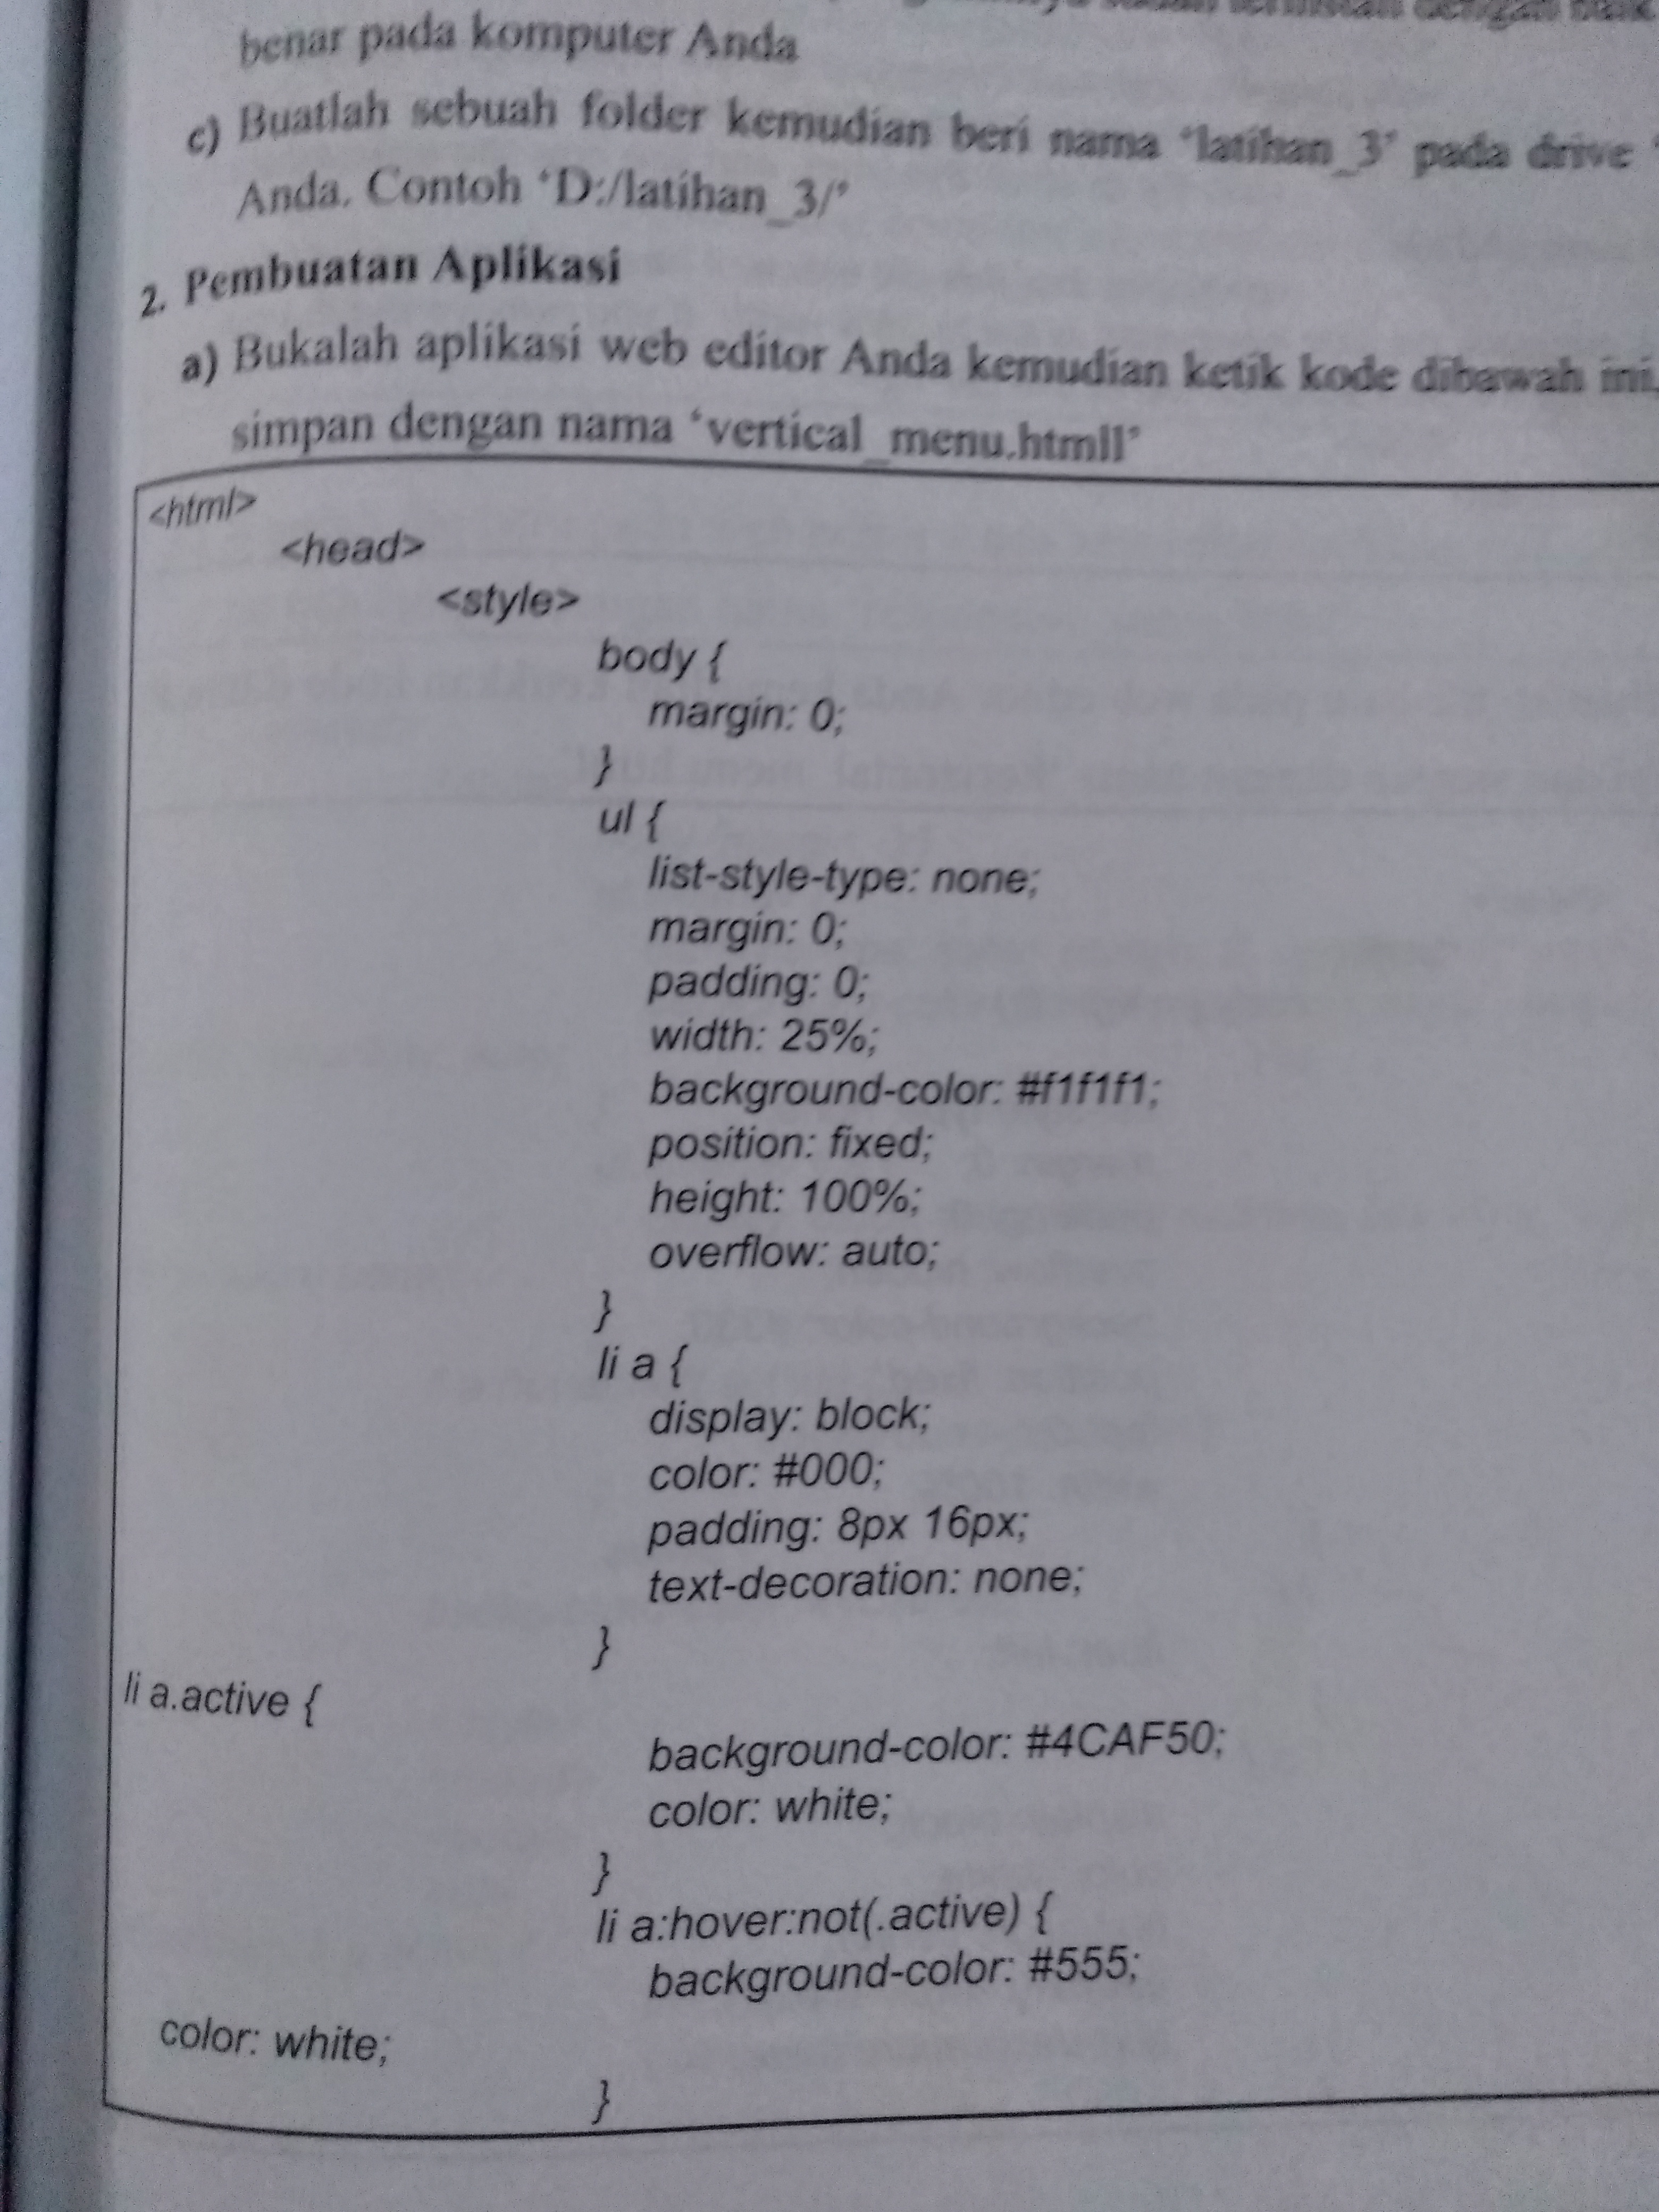 sudah terinstall dengan baik
benar pada komputer Anda
c) Buatlah sebuah folder kemudian beri nama ‘latihan_3’ pada drive ‘
Anda. Contoh ‘D:/latihan_3/’
2. Pembuatan Aplikasi
a) Bukalah aplikasi web editor Anda kemudian ketik kode dibawah ini,
simpan dengan nama ‘vertical_menu.htmll’
<html>
<head>
<style>
body {
margin: 0;
}
ul {
list-style-type: none;
margin: 0;
padding: 0;
width: 25%;
background-color: #f1f1f1;
position: fixed;
height: 100%;
overflow: auto;
}
li a {
display: block;
color: #000;
padding: 8px 16px;
text-decoration: none;
}
li a.active {
background-color: #4CAF50;
color: white;
}
li a:hover:not(.active) {
background-color: #555;
color: white;
}